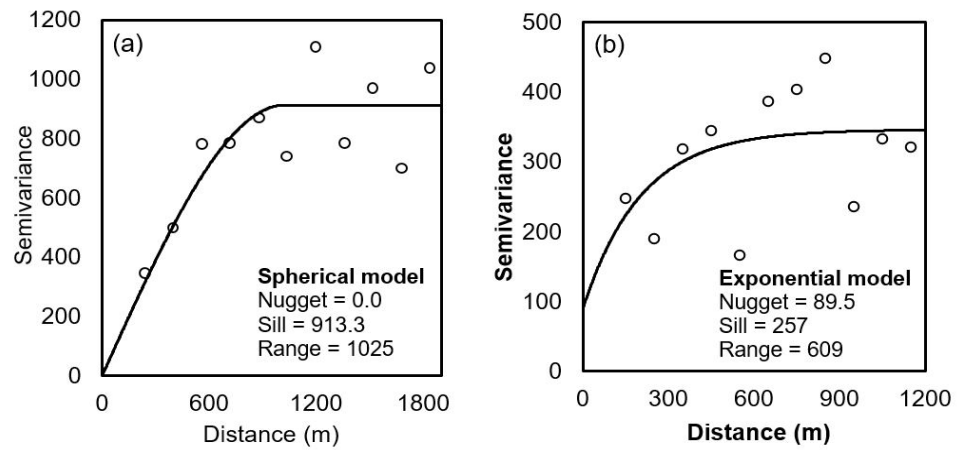 (a)
Semivariance
1200
1000
800
600
400
200
0
Spherical model
Nugget = 0.0
Sill = 913.3
Range = 1025
0 600 1200 1800
Distance (m)
(b)
Semivariance
500
400
300
200
100
0
Exponential model
Nugget = 89.5
Sill = 257
Range = 609
0 300 600 900 1200
Distance (m)